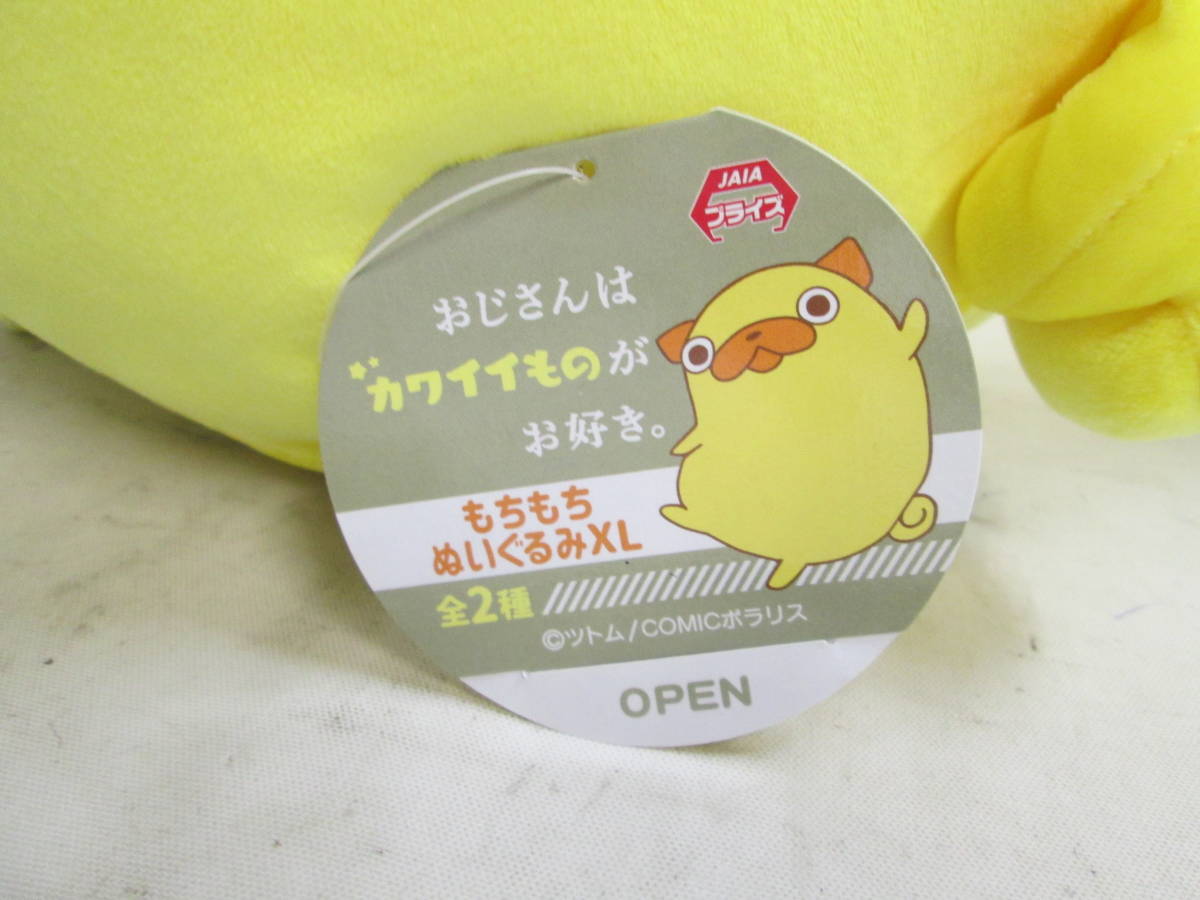 JAIA
プライズ
おじさんは
カワイイものが
お好き。
もちもち
ぬいぐるみXL
全2種
©ツトム/COMICポラリス
OPEN